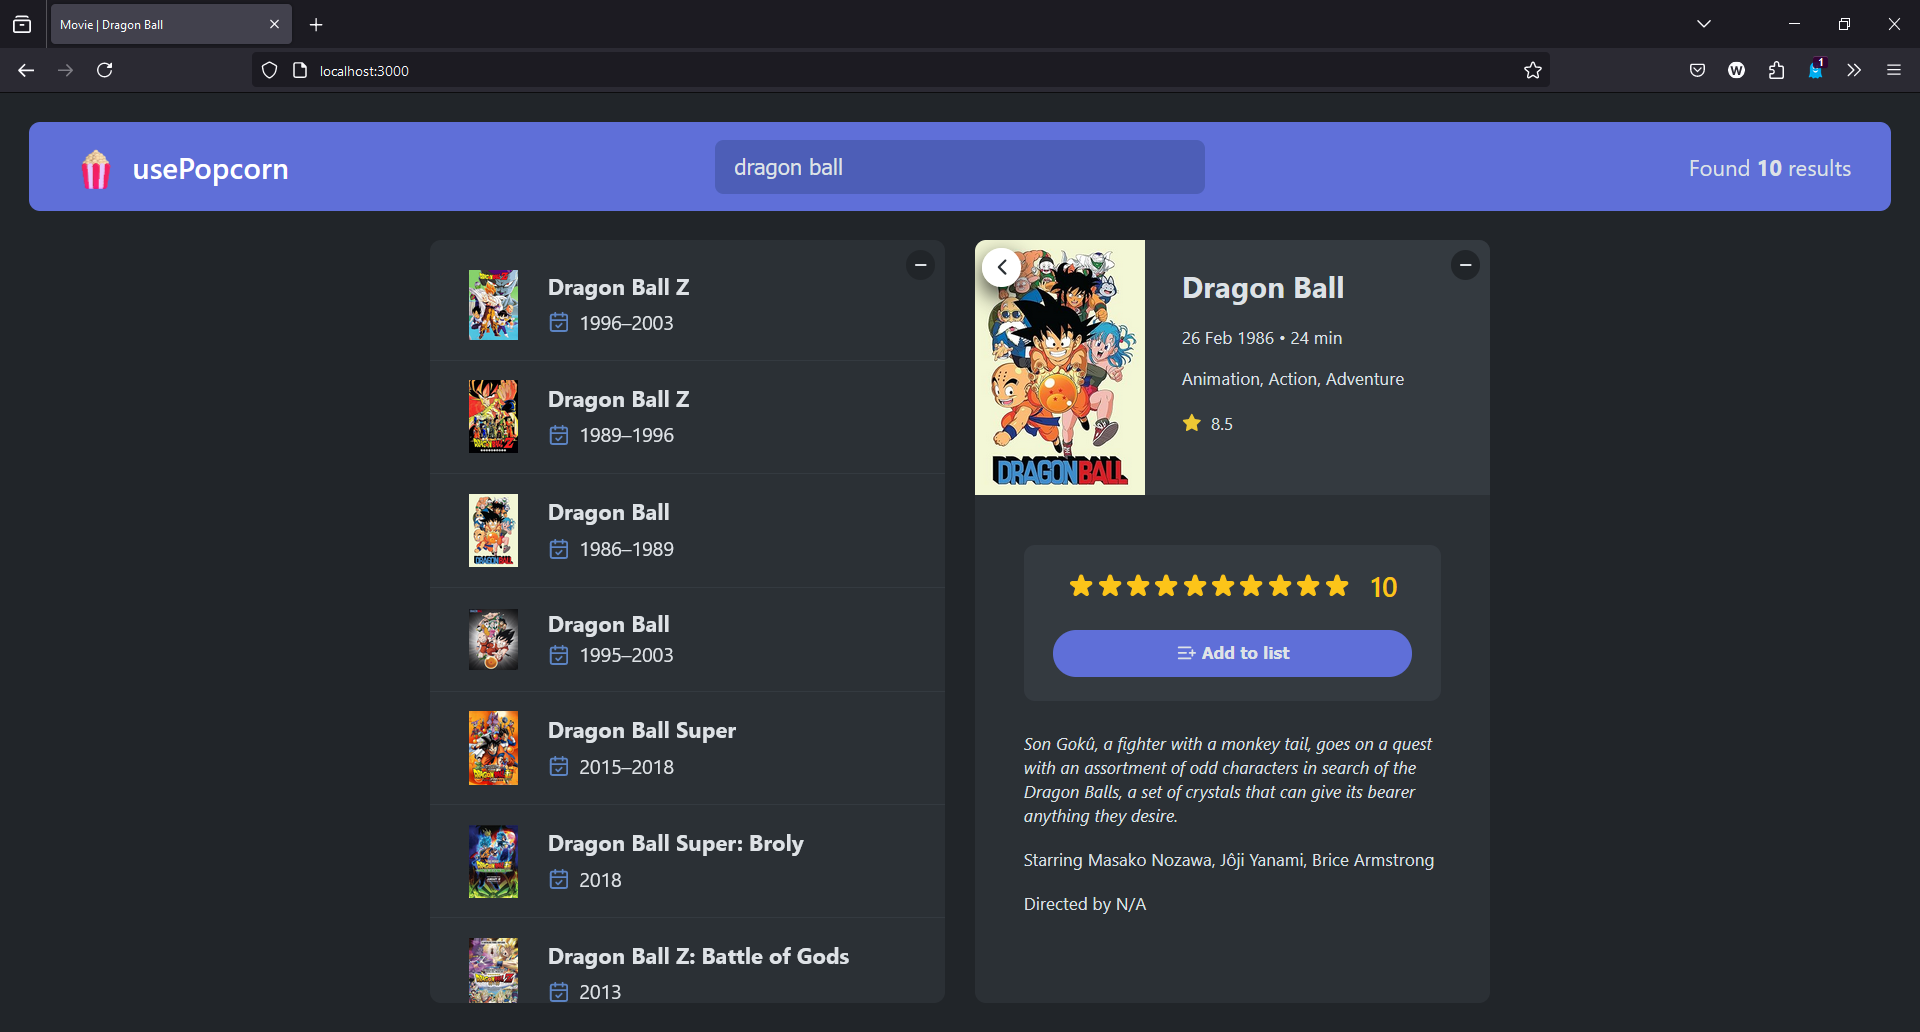 Movie | Dragon Ball
localhost:3000
1
usePopcorn
dragon ball
Found 10 results
Dragon Ball Z
1996–2003
Dragon Ball Z
1989–1996
Dragon Ball
1986–1989
Dragon Ball
1995–2003
Dragon Ball Super
2015–2018
Dragon Ball Super: Broly
2018
Dragon Ball Z: Battle of Gods
2013
DRAGONBALL
Dragon Ball
26 Feb 1986 • 24 min
Animation, Action, Adventure
8.5
10
Add to list
Son Gokû, a fighter with a monkey tail, goes on a quest
with an assortment of odd characters in search of the
Dragon Balls, a set of crystals that can give its bearer
anything they desire.
Starring Masako Nozawa, Jôji Yanami, Brice Armstrong
Directed by N/A